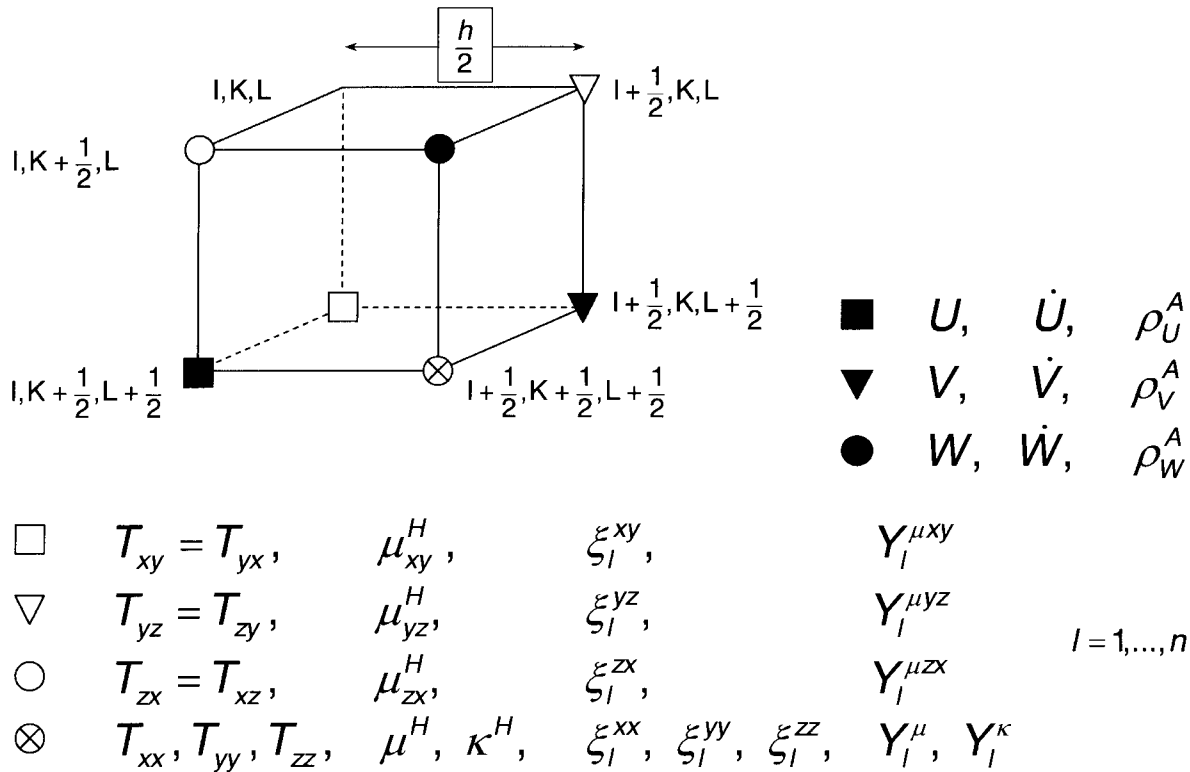 h/2
I,K,L
I + 1/2, K, L
I, K + 1/2, L
I + 1/2, K, L + 1/2
I, K + 1/2, L + 1/2
I + 1/2, K + 1/2, L + 1/2
■ U, U̇, ρ_U^A
▼ V, V̇, ρ_V^A
● W, Ẇ, ρ_W^A
□ T_xy = T_yx, μ_xy^H, ξ_l^xy, Y_l^μxy
▽ T_yz = T_zy, μ_yz^H, ξ_l^yz, Y_l^μyz
l = 1,...,n
○ T_zx = T_xz, μ_zx^H, ξ_l^zx, Y_l^μzx
⊗ T_xx, T_yy, T_zz, μ^H, κ^H, ξ_l^xx, ξ_l^yy, ξ_l^zz, Y_l^μ, Y_l^κ